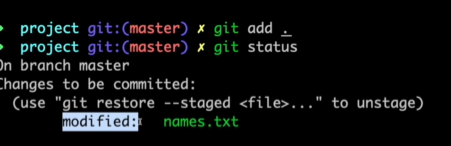 project git:(master) ✗ git add .
project git:(master) ✗ git status
On branch master
Changes to be committed:
(use "git restore --staged <file>..." to unstage)
modified: names.txt